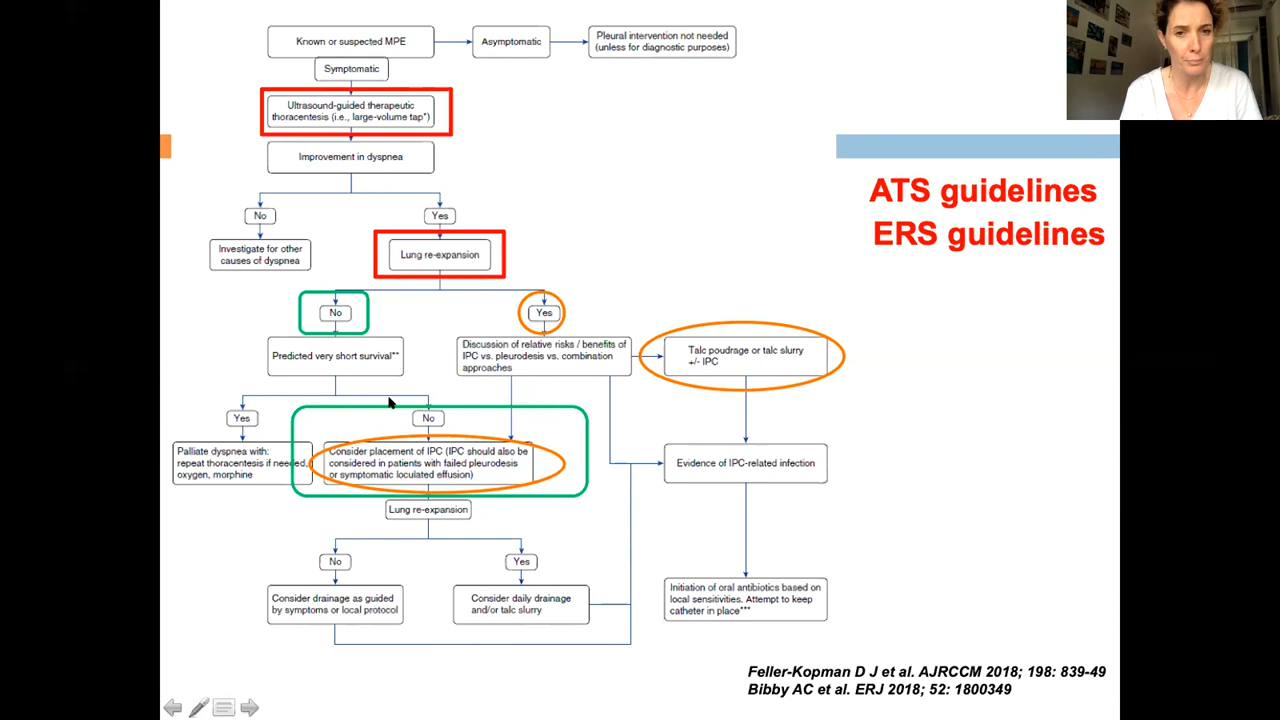 Known or suspected MPE
Asymptomatic
Pleural intervention not needed
(unless for diagnostic purposes)
Symptomatic
Ultrasound-guided therapeutic
thoracentesis (i.e., large-volume tap*)
Improvement in dyspnea
ATS guidelines
ERS guidelines
No
Yes
Investigate for other
causes of dyspnea
Lung re-expansion
No
Yes
Predicted very short survival**
Discussion of relative risks / benefits of
IPC vs. pleurodesis vs. combination
approaches
Talc poudrage or talc slurry
+/- IPC
Yes
No
Palliate dyspnea with:
repeat thoracentesis if needed,
oxygen, morphine
Consider placement of IPC (IPC should also be
considered in patients with failed pleurodesis
or symptomatic loculated effusion)
Evidence of IPC-related infection
Lung re-expansion
No
Yes
Consider drainage as guided
by symptoms or local protocol
Consider daily drainage
and/or talc slurry
Initiation of oral antibiotics based on
local sensitivities. Attempt to keep
catheter in place***
Feller-Kopman D J et al. AJRCCM 2018; 198: 839-49
Bibby AC et al. ERJ 2018; 52: 1800349